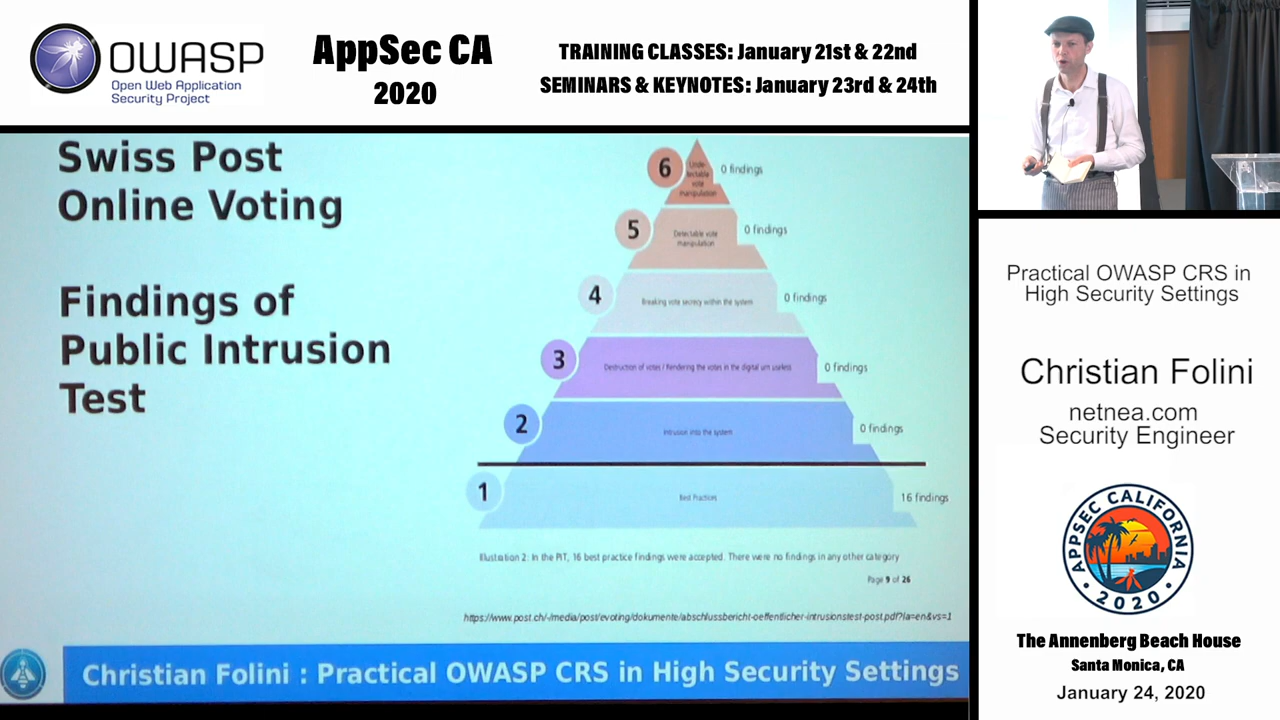 OWASP
Open Web Application
Security Project
AppSec CA
2020
TRAINING CLASSES: January 21st & 22nd
SEMINARS & KEYNOTES: January 23rd & 24th
Swiss Post
Online Voting
Findings of
Public Intrusion
Test
6
Unde-
tectable
vote
manipulation
0 findings
5
Detectable vote
manipulation
0 findings
4
Breaking vote secrecy within the system
0 findings
3
Destruction of votes / Rendering the votes in the digital urn useless
0 findings
2
Intrusion into the system
0 findings
1
Best Practices
16 findings
Illustration 2: In the PIT, 16 best practice findings were accepted. There were no findings in any other category
Page 9 of 26
https://www.post.ch/-/media/post/evoting/dokumente/abschlussbericht-oeffentlicher-intrusionstest-post.pdf?la=en&vs=1
Christian Folini : Practical OWASP CRS in High Security Settings
Practical OWASP CRS in
High Security Settings
Christian Folini
netnea.com
Security Engineer
APPSEC CALIFORNIA
• 2020 •
The Annenberg Beach House
Santa Monica, CA
January 24, 2020